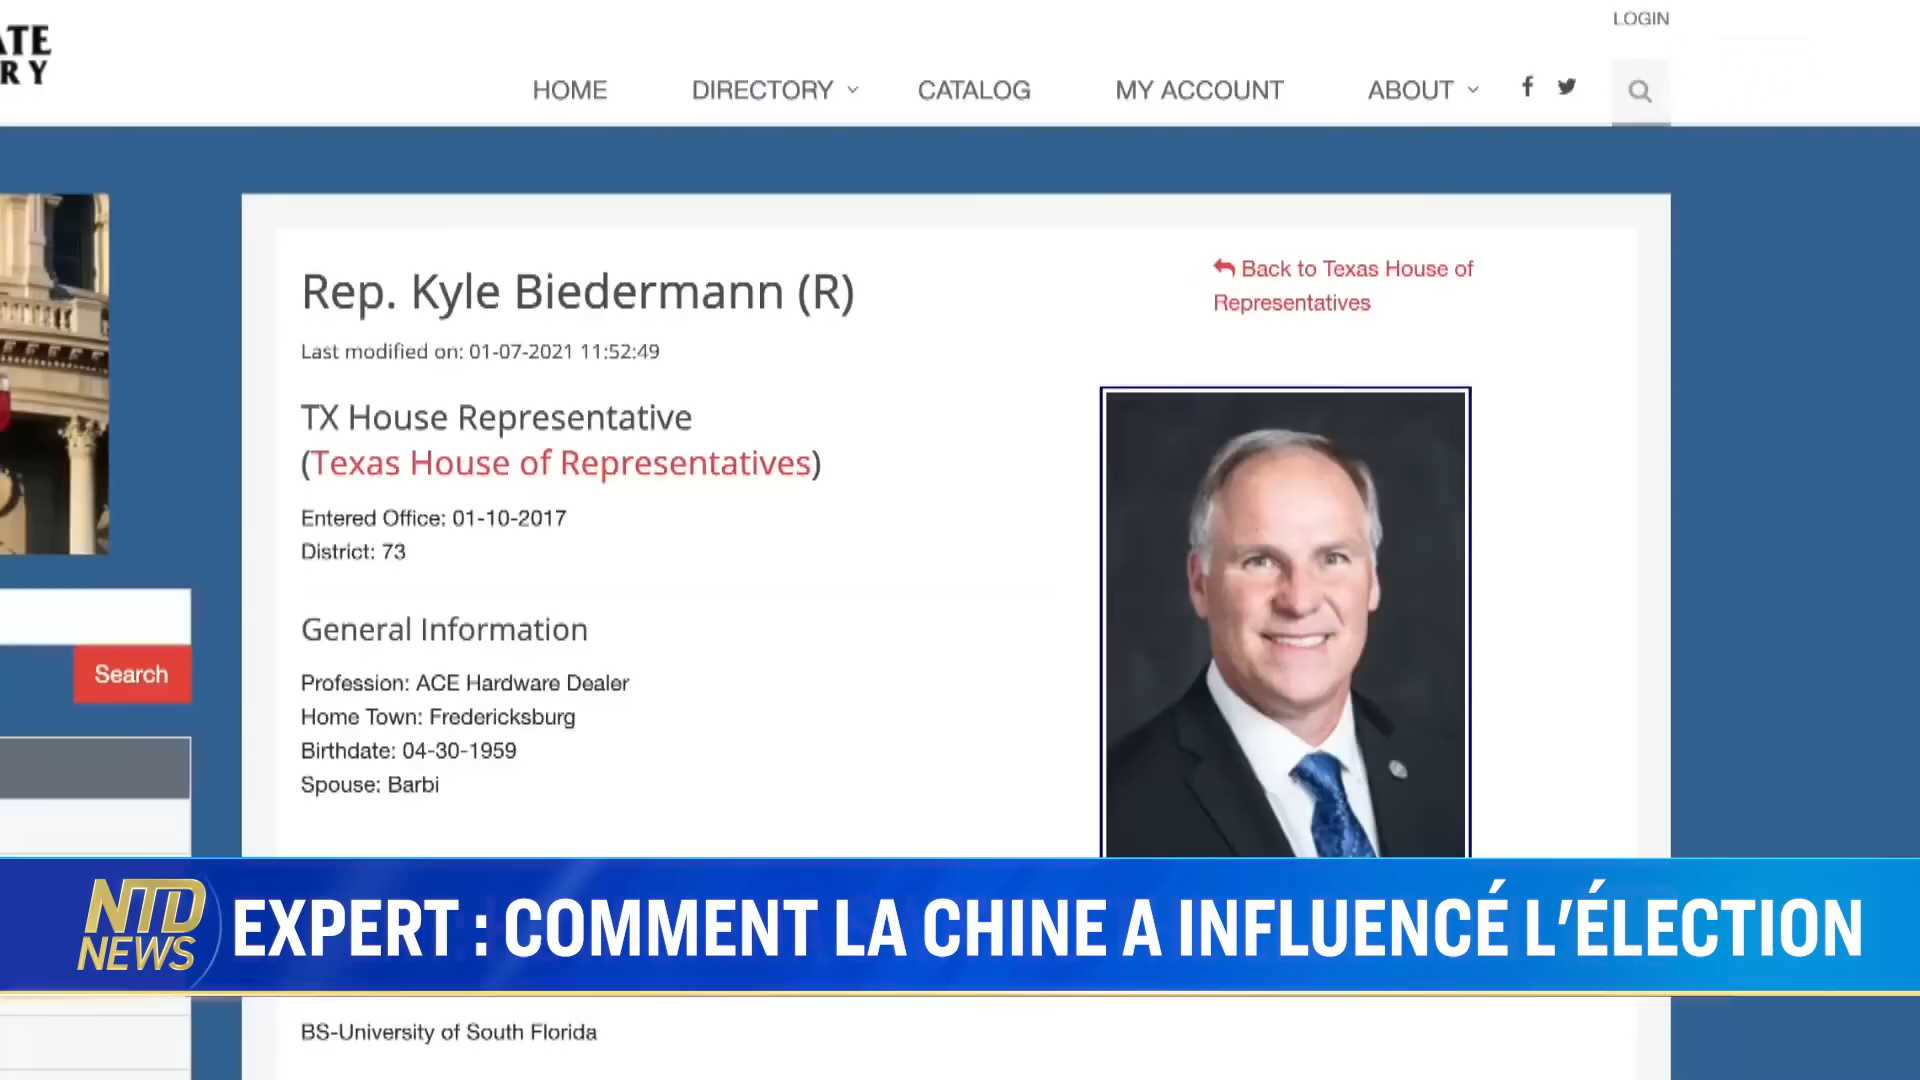 LOGIN
ATE
RY
HOME
DIRECTORY
CATALOG
MY ACCOUNT
ABOUT
Rep. Kyle Biedermann (R)
Back to Texas House of
Representatives
Last modified on: 01-07-2021 11:52:49
TX House Representative
(Texas House of Representatives)
Entered Office: 01-10-2017
District: 73
General Information
Search
Profession: ACE Hardware Dealer
Home Town: Fredericksburg
Birthdate: 04-30-1959
Spouse: Barbi
NTD
NEWS
EXPERT : COMMENT LA CHINE A INFLUENCÉ L’ÉLECTION
BS-University of South Florida